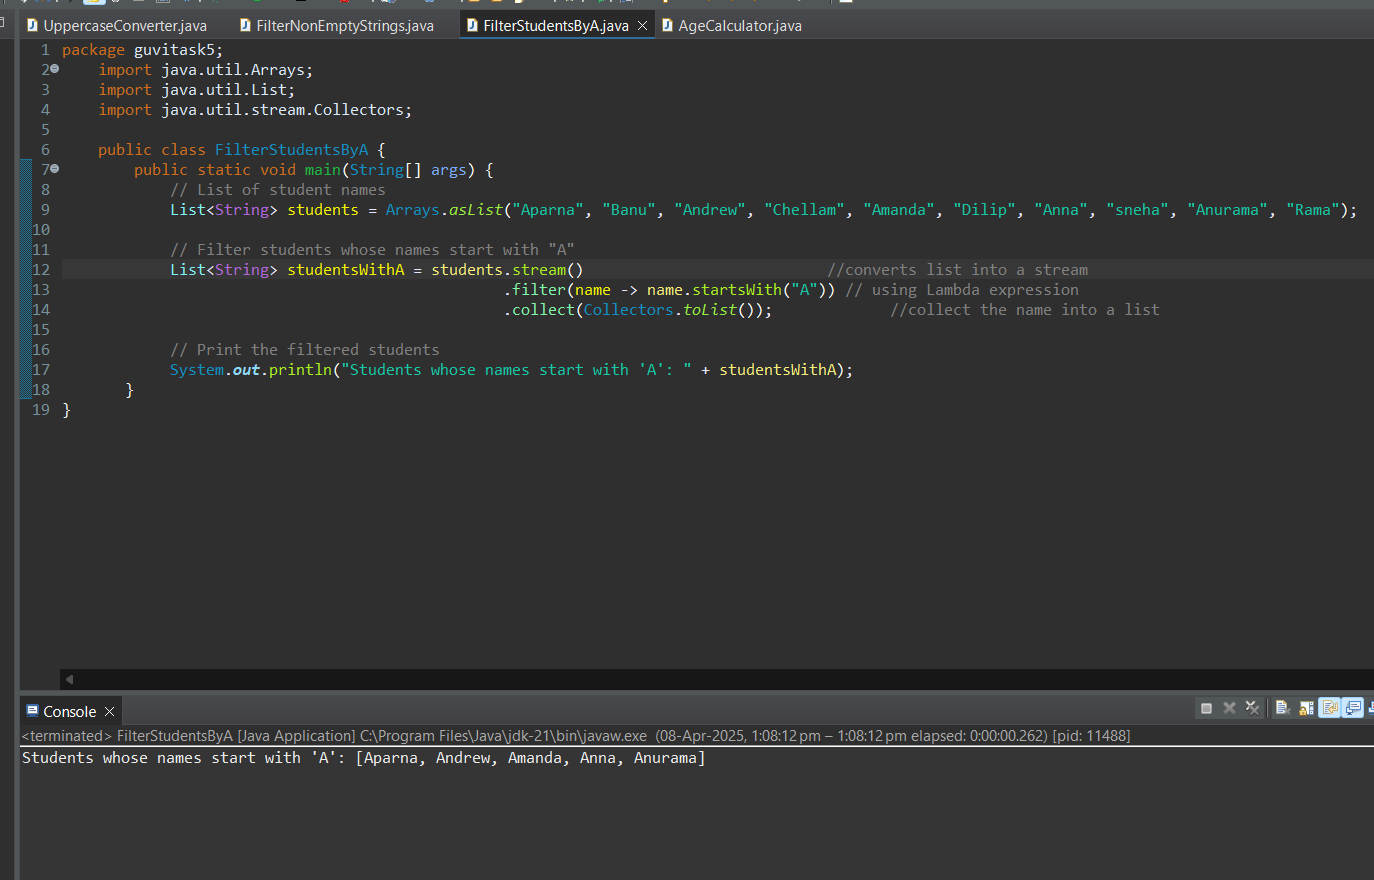 UppercaseConverter.java FilterNonEmptyStrings.java FilterStudentsByA.java AgeCalculator.java
1 package guvitask5;
2 import java.util.Arrays;
3 import java.util.List;
4 import java.util.stream.Collectors;
5
6 public class FilterStudentsByA {
7 public static void main(String[] args) {
8 // List of student names
9 List<String> students = Arrays.asList("Aparna", "Banu", "Andrew", "Chellam", "Amanda", "Dilip", "Anna", "sneha", "Anurama", "Rama");
10
11 // Filter students whose names start with "A"
12 List<String> studentsWithA = students.stream() //converts list into a stream
13 .filter(name -> name.startsWith("A")) // using Lambda expression
14 .collect(Collectors.toList()); //collect the name into a list
15
16 // Print the filtered students
17 System.out.println("Students whose names start with 'A': " + studentsWithA);
18 }
19 }
Console
<terminated> FilterStudentsByA [Java Application] C:\Program Files\Java\jdk-21\bin\javaw.exe (08-Apr-2025, 1:08:12 pm – 1:08:12 pm elapsed: 0:00:00.262) [pid: 11488]
Students whose names start with 'A': [Aparna, Andrew, Amanda, Anna, Anurama]